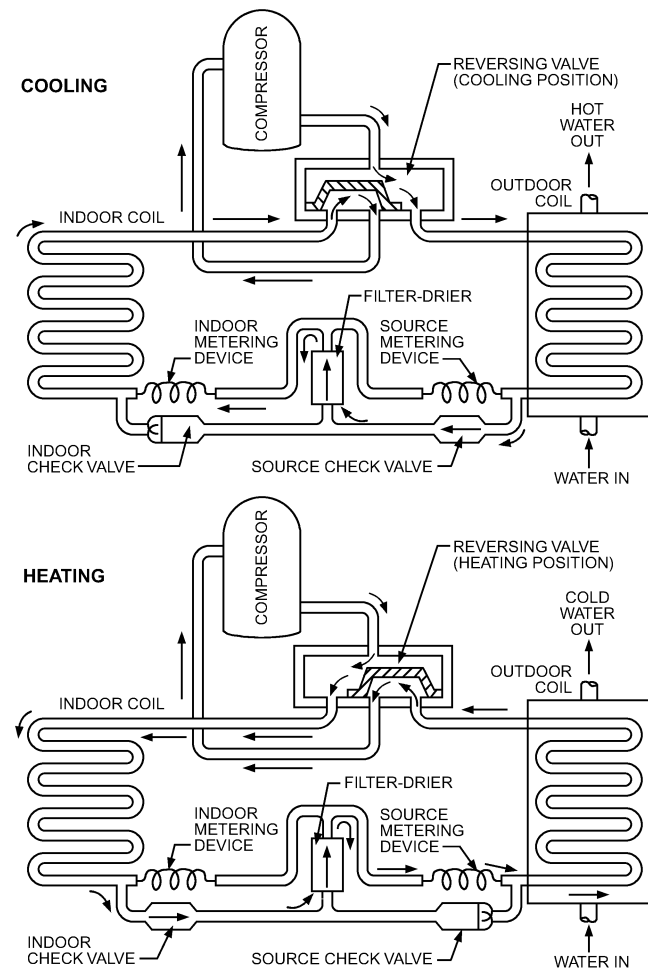 COOLING
COMPRESSOR
REVERSING VALVE
(COOLING POSITION)
HOT
WATER
OUT
OUTDOOR
COIL
INDOOR COIL
FILTER-DRIER
INDOOR
METERING
DEVICE
SOURCE
METERING
DEVICE
INDOOR
CHECK VALVE
SOURCE CHECK VALVE
WATER IN
HEATING
COMPRESSOR
REVERSING VALVE
(HEATING POSITION)
COLD
WATER
OUT
OUTDOOR
COIL
INDOOR COIL
FILTER-DRIER
INDOOR
METERING
DEVICE
SOURCE
METERING
DEVICE
INDOOR
CHECK VALVE
SOURCE CHECK VALVE
WATER IN